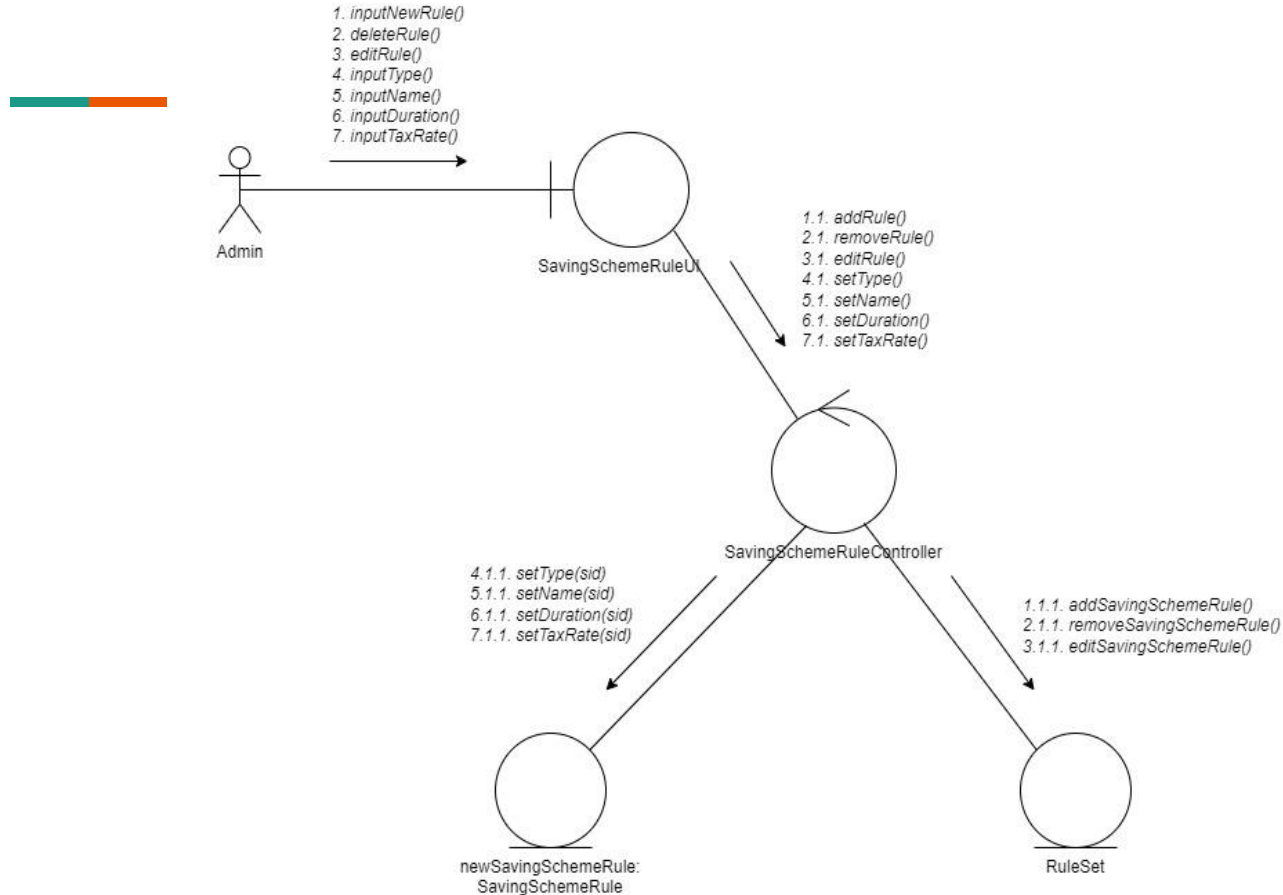 1. inputNewRule()
2. deleteRule()
3. editRule()
4. inputType()
5. inputName()
6. inputDuration()
7. inputTaxRate()
Admin
SavingSchemeRuleUI
1.1. addRule()
2.1. removeRule()
3.1. editRule()
4.1. setType()
5.1. setName()
6.1. setDuration()
7.1. setTaxRate()
SavingSchemeRuleController
4.1.1. setType(sid)
5.1.1. setName(sid)
6.1.1. setDuration(sid)
7.1.1. setTaxRate(sid)
1.1.1. addSavingSchemeRule()
2.1.1. removeSavingSchemeRule()
3.1.1. editSavingSchemeRule()
newSavingSchemeRule:
SavingSchemeRule
RuleSet